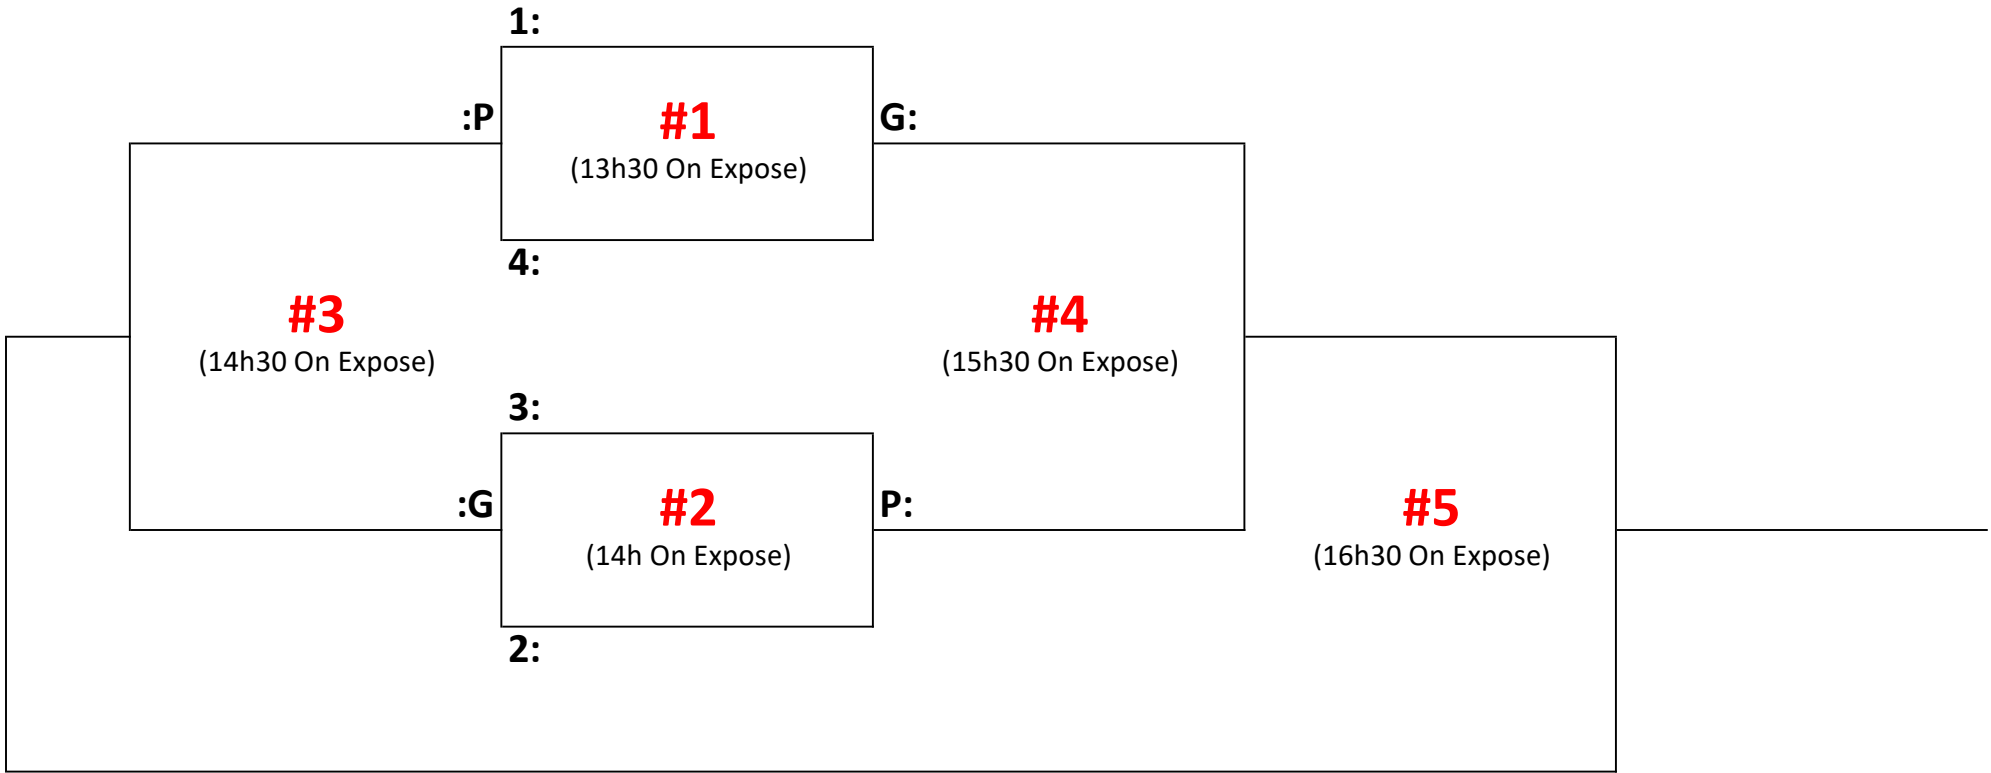 1:
:P
#1
G:
(13h30 On Expose)
4:
#3
#4
(14h30 On Expose)
(15h30 On Expose)
3:
:G
#2
P:
#5
(14h On Expose)
(16h30 On Expose)
2: